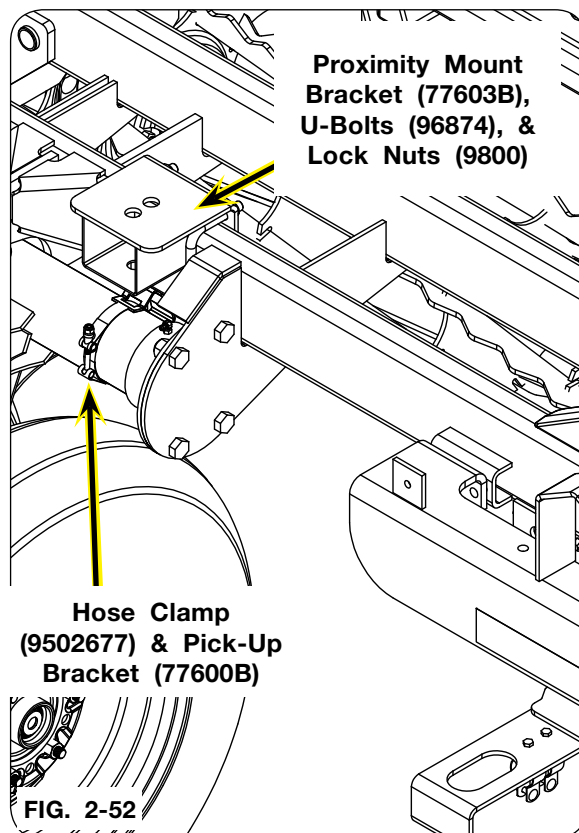 Proximity Mount
Bracket (77603B),
U-Bolts (96874), &
Lock Nuts (9800)
Hose Clamp
(9502677) & Pick-Up
Bracket (77600B)
FIG. 2-52